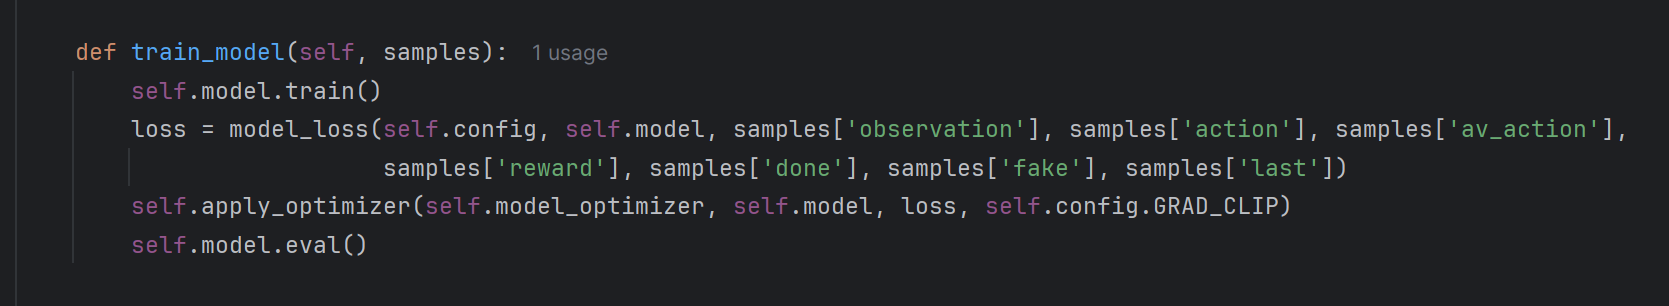 def train_model(self, samples): 1 usage
self.model.train()
loss = model_loss(self.config, self.model, samples['observation'], samples['action'], samples['av_action'],
samples['reward'], samples['done'], samples['fake'], samples['last'])
self.apply_optimizer(self.model_optimizer, self.model, loss, self.config.GRAD_CLIP)
self.model.eval()